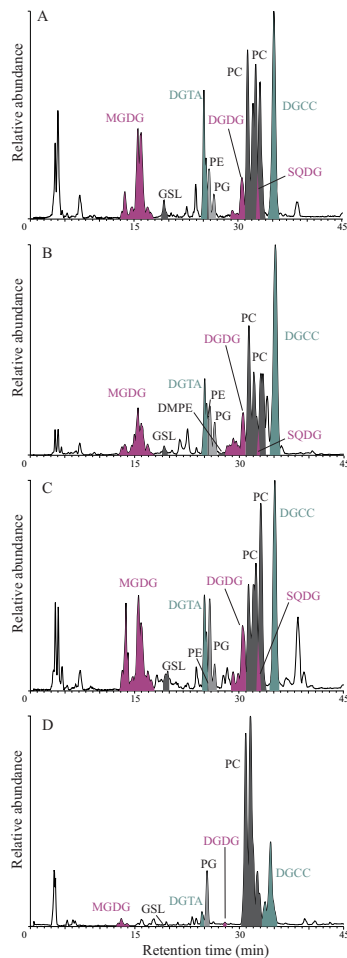 A
Relative abundance
MGDG
GSL
DGTA
PE
PG
DGDG
PC
PC
SQDG
DGCC
0
15
30
45
B
Relative abundance
MGDG
GSL
DGTA
DMPE
PE
PG
DGDG
PC
PC
SQDG
DGCC
0
15
30
45
C
Relative abundance
MGDG
GSL
DGTA
PE
PG
DGDG
PC
PC
SQDG
DGCC
0
15
30
45
D
Relative abundance
MGDG
GSL
DGTA
PG
DGDG
PC
DGCC
0
15
30
45
Retention time (min)